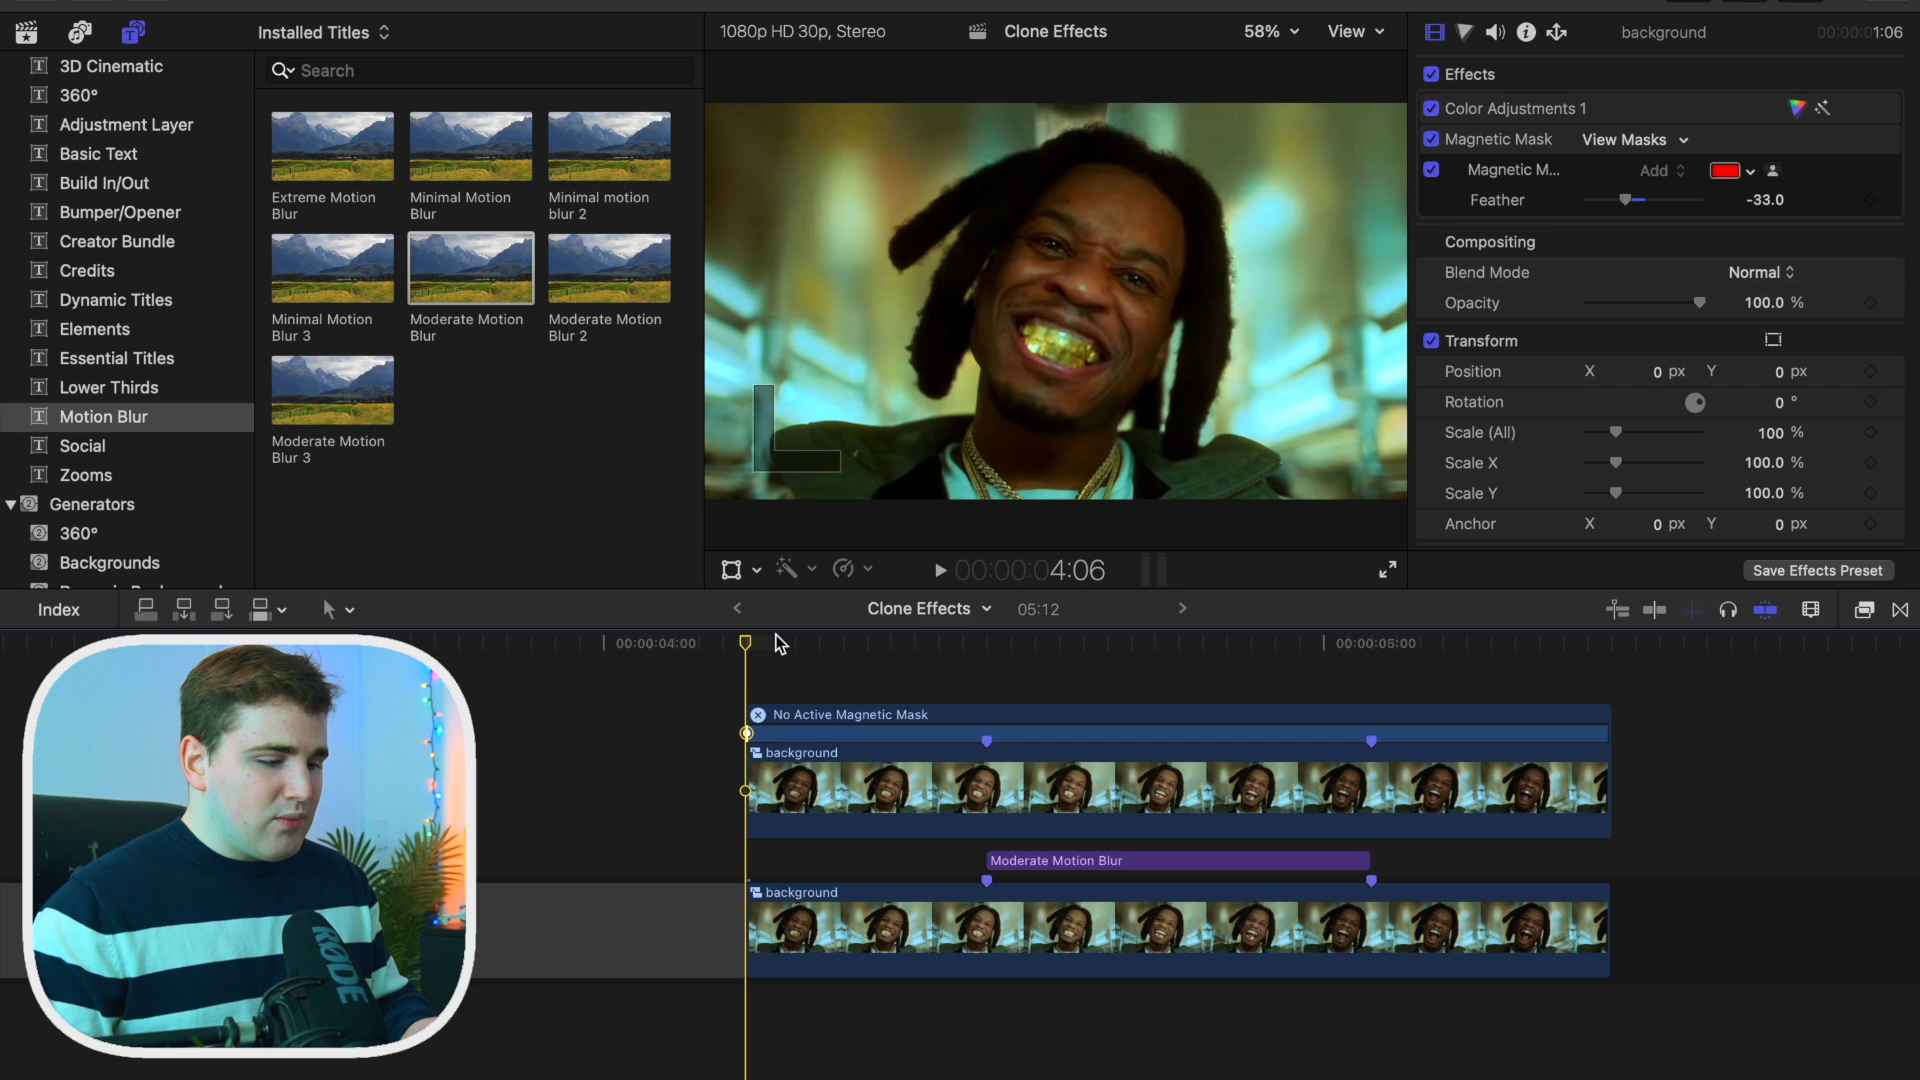 Installed Titles
1080p HD 30p, Stereo
Clone Effects
58%
View
background
00:00:01:06
3D Cinematic
360°
Adjustment Layer
Basic Text
Build In/Out
Bumper/Opener
Creator Bundle
Credits
Dynamic Titles
Elements
Essential Titles
Lower Thirds
Motion Blur
Social
Zooms
Generators
360°
Backgrounds
Search
Extreme Motion
Blur
Minimal Motion
Blur
Minimal motion
blur 2
Minimal Motion
Blur 3
Moderate Motion
Blur
Moderate Motion
Blur 2
Moderate Motion
Blur 3
Effects
Color Adjustments 1
Magnetic Mask
View Masks
Magnetic M...
Add
Feather
-33.0
Compositing
Blend Mode
Normal
Opacity
100.0 %
Transform
Position X 0 px Y 0 px
Rotation 0 °
Scale (All) 100 %
Scale X 100.0 %
Scale Y 100.0 %
Anchor X 0 px Y 0 px
00:00:04:06
Save Effects Preset
Index
Clone Effects
05:12
00:00:04:00
00:00:05:00
No Active Magnetic Mask
background
Moderate Motion Blur
background
RØDE